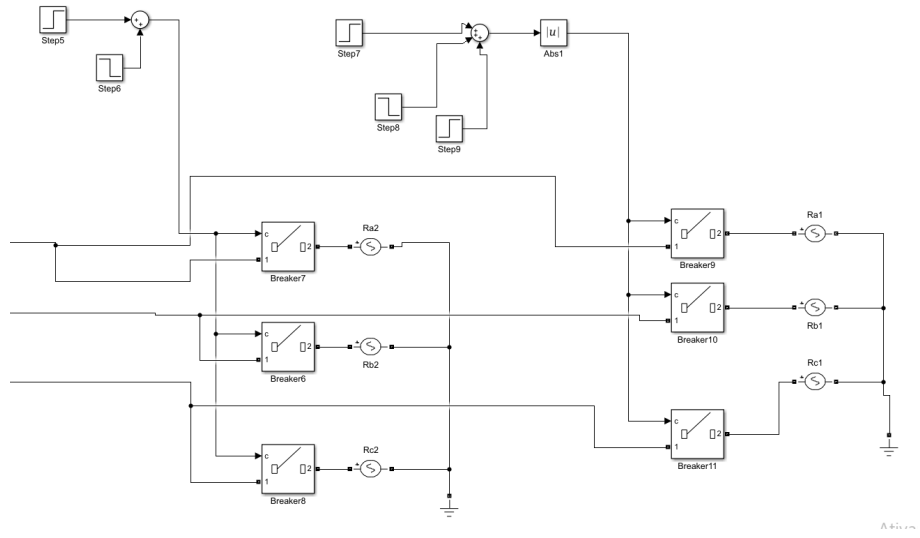 Step5
Step6
Step7
Step8
Step9
|u|
Abs1
c
1
2
Breaker7
Ra2
c
1
2
Breaker6
Rb2
c
1
2
Breaker8
Rc2
c
1
2
Breaker9
Ra1
c
1
2
Breaker10
Rb1
c
1
2
Breaker11
Rc1